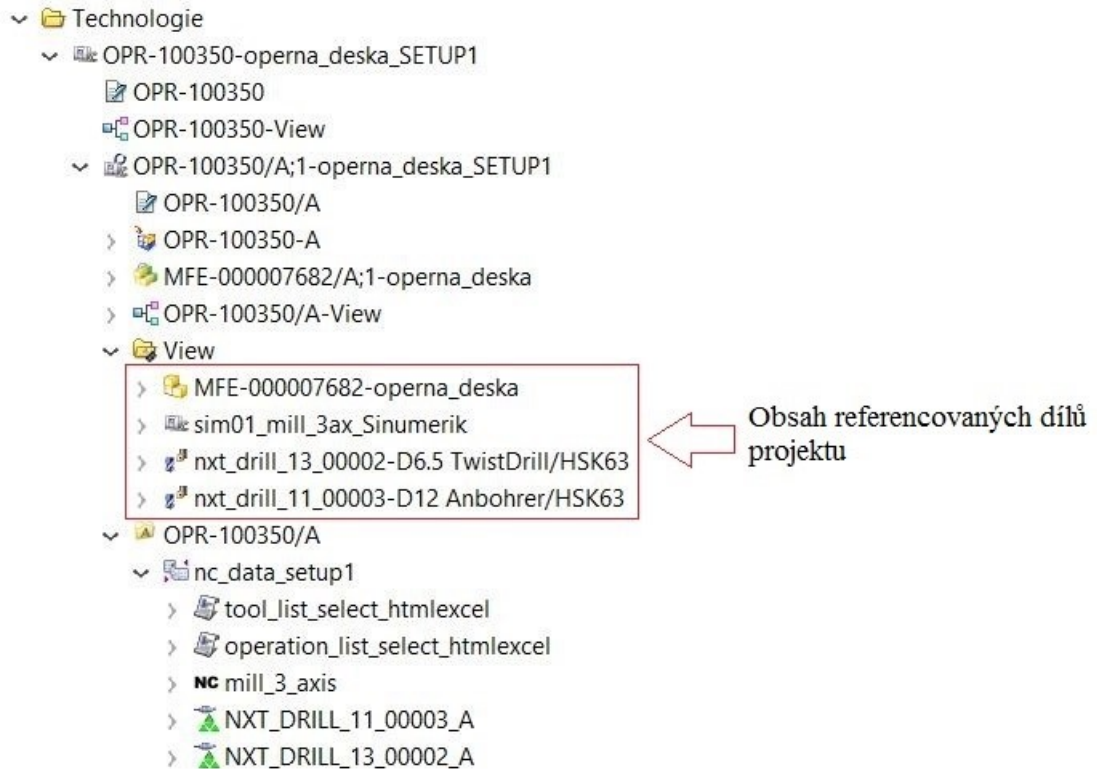 Technologie
OPR-100350-operna_deska_SETUP1
OPR-100350
OPR-100350-View
OPR-100350/A;1-operna_deska_SETUP1
OPR-100350/A
OPR-100350-A
MFE-000007682/A;1-operna_deska
OPR-100350/A-View
View
MFE-000007682-operna_deska
sim01_mill_3ax_Sinumerik
nxt_drill_13_00002-D6.5 TwistDrill/HSK63
nxt_drill_11_00003-D12 Anbohrer/HSK63
Obsah referencovaných dílů
projektu
OPR-100350/A
nc_data_setup1
tool_list_select_htmlexcel
operation_list_select_htmlexcel
NC mill_3_axis
NXT_DRILL_11_00003_A
NXT_DRILL_13_00002_A